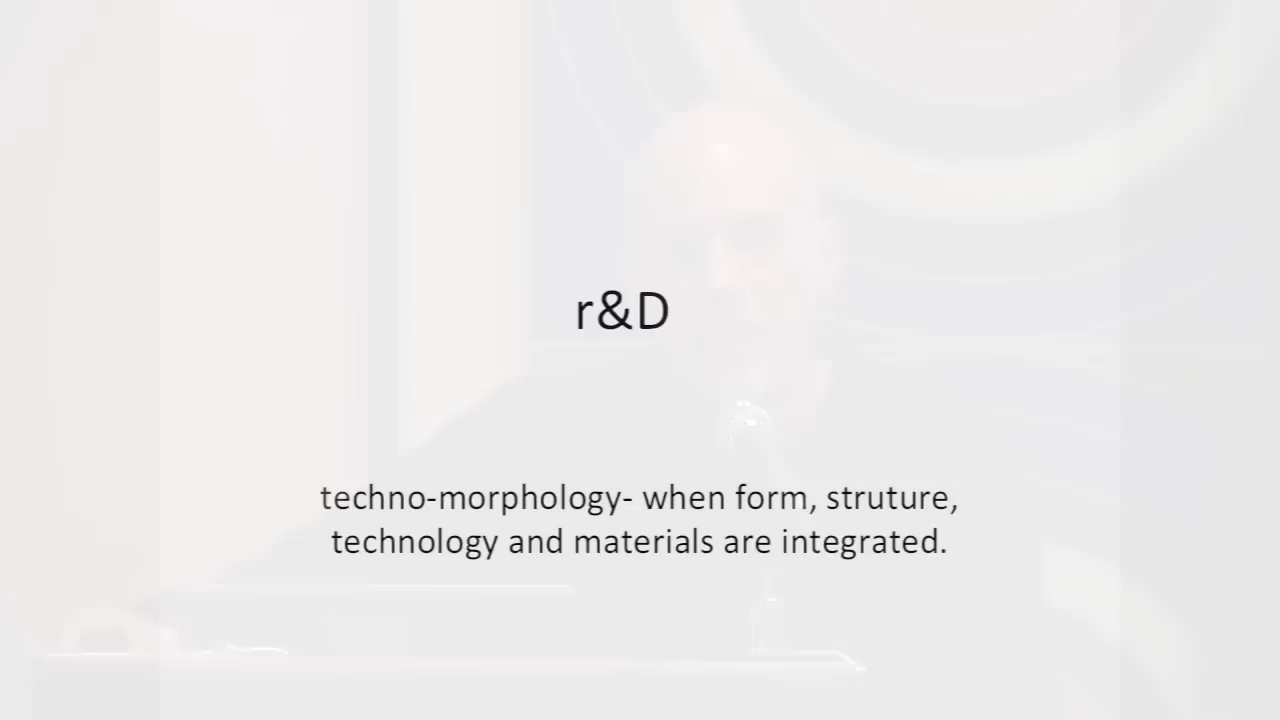 r&D
techno-morphology- when form, struture,
technology and materials are integrated.